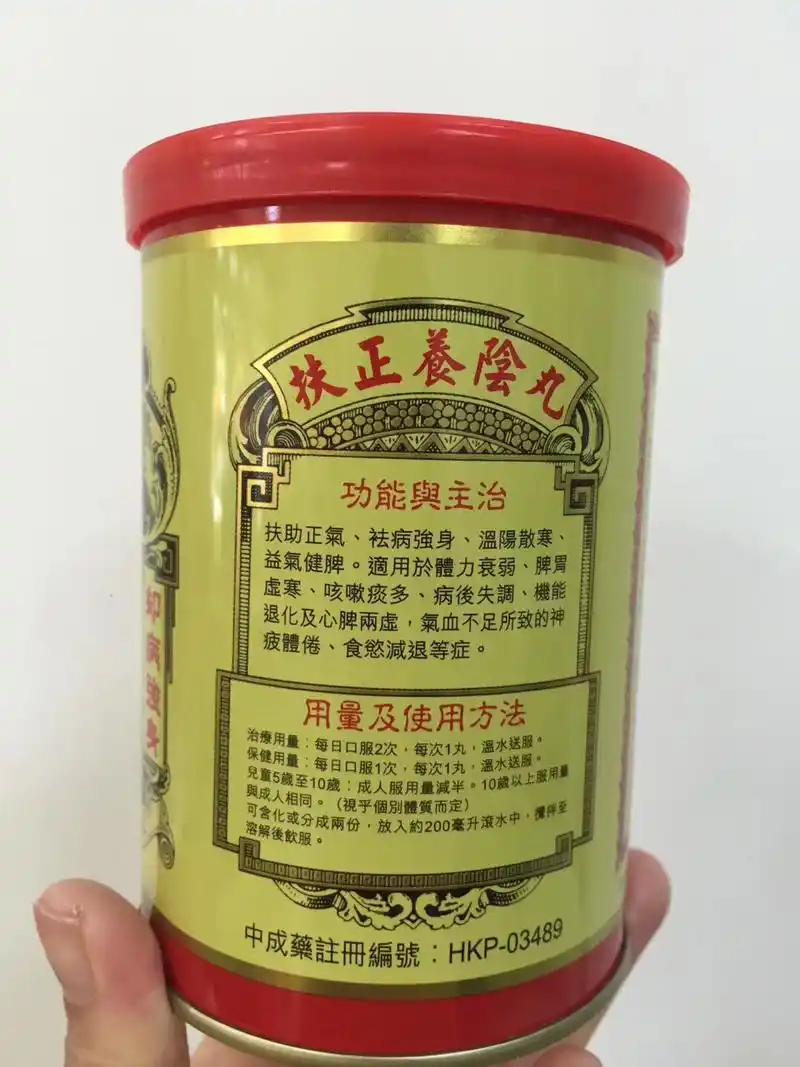 扶正養陰丸
功能與主治
扶助正氣、袪病強身、溫陽散寒、
益氣健脾。適用於體力衰弱、脾胃
虛寒、咳嗽痰多、病後失調、機能
退化及心脾兩虛，氣血不足所致的神
疲體倦、食慾減退等症。
用量及使用方法
治療用量：每日口服2次，每次1丸，溫水送服。
保健用量：每日口服1次，每次1丸，溫水送服。
兒童5歲至10歲：成人服用量減半。10歲以上服用量
與成人相同。（視乎個別體質而定）
可含化或分成兩份，放入約200毫升滾水中，攪拌至
溶解後飲服。
中成藥註冊編號：HKP-03489
却病強身